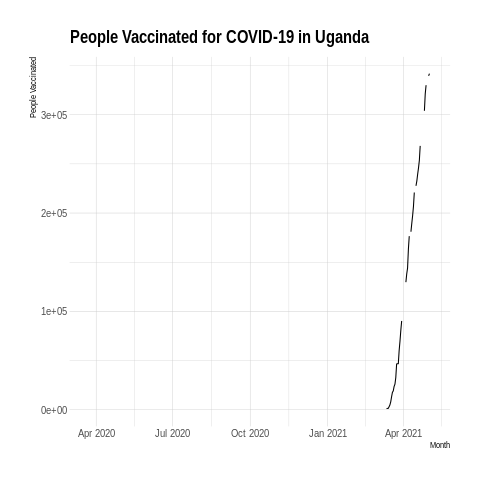 People Vaccinated for COVID-19 in Uganda
People Vaccinated
3e+05
2e+05
1e+05
0e+00
Apr 2020 Jul 2020 Oct 2020 Jan 2021 Apr 2021
Month